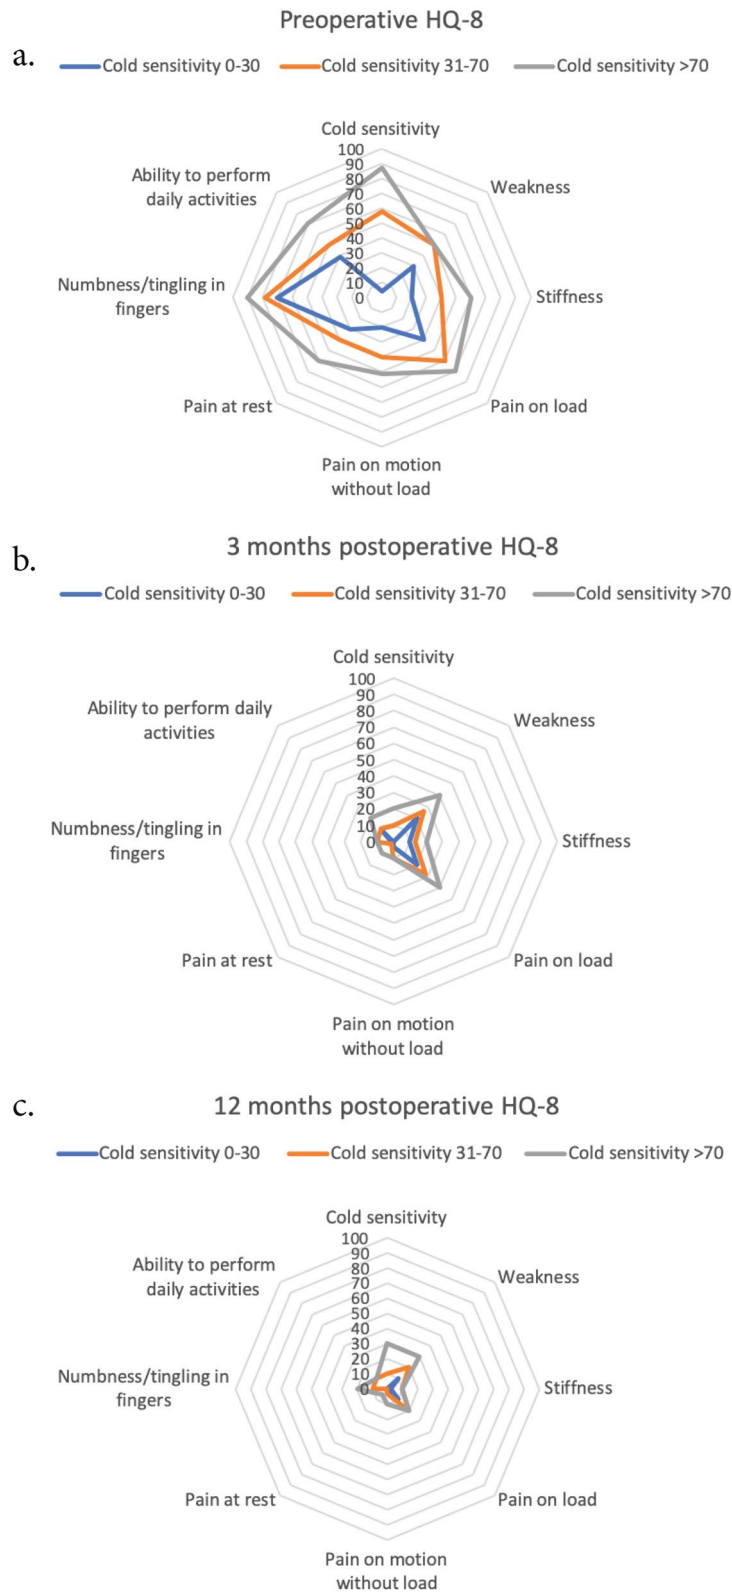 Preoperative HQ-8
a.
Cold sensitivity 0-30 Cold sensitivity 31-70 Cold sensitivity >70
Cold sensitivity
100
90
80
70
60
50
40
30
20
10
0
Weakness
Stiffness
Pain on load
Pain on motion
without load
Pain at rest
Numbness/tingling in
fingers
Ability to perform
daily activities
3 months postoperative HQ-8
b.
Cold sensitivity 0-30 Cold sensitivity 31-70 Cold sensitivity >70
Cold sensitivity
100
90
80
70
60
50
40
30
20
10
0
Weakness
Stiffness
Pain on load
Pain on motion
without load
Pain at rest
Numbness/tingling in
fingers
Ability to perform daily
activities
12 months postoperative HQ-8
c.
Cold sensitivity 0-30 Cold sensitivity 31-70 Cold sensitivity >70
Cold sensitivity
100
90
80
70
60
50
40
30
20
10
0
Weakness
Stiffness
Pain on load
Pain on motion
without load
Pain at rest
Numbness/tingling in
fingers
Ability to perform
daily activities